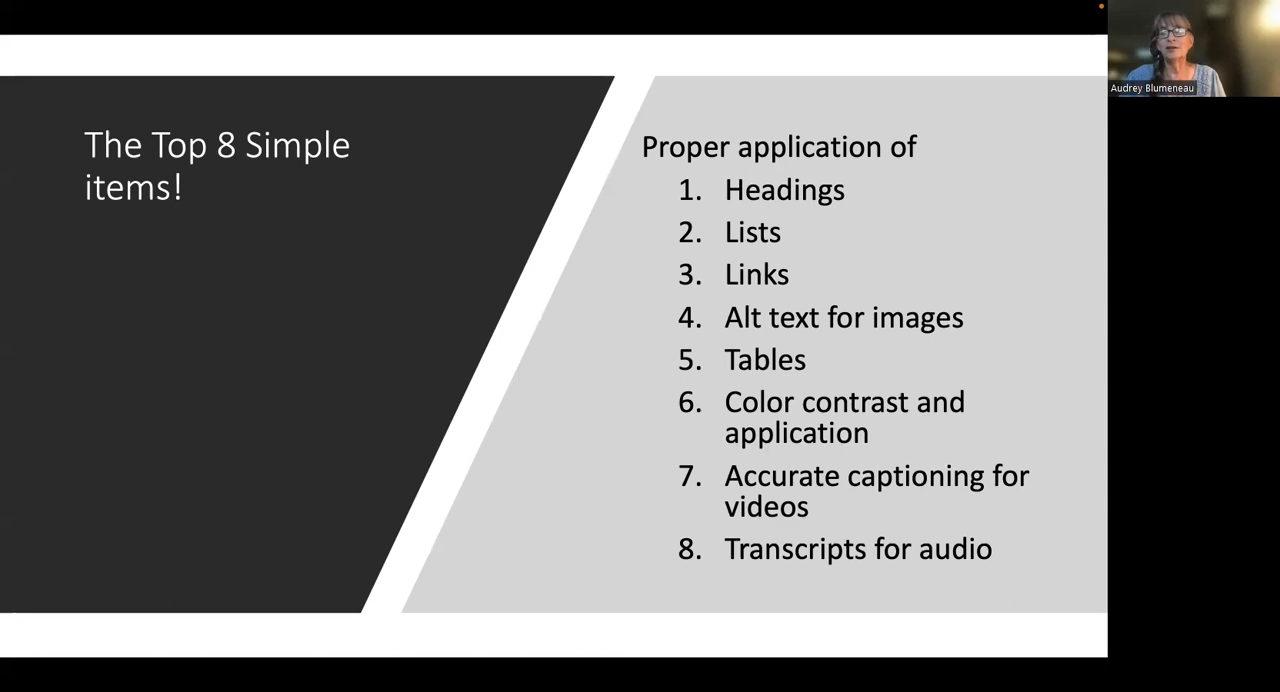 The Top 8 Simple
items!
Proper application of
1. Headings
2. Lists
3. Links
4. Alt text for images
5. Tables
6. Color contrast and
application
7. Accurate captioning for
videos
8. Transcripts for audio
Audrey Blumeneau